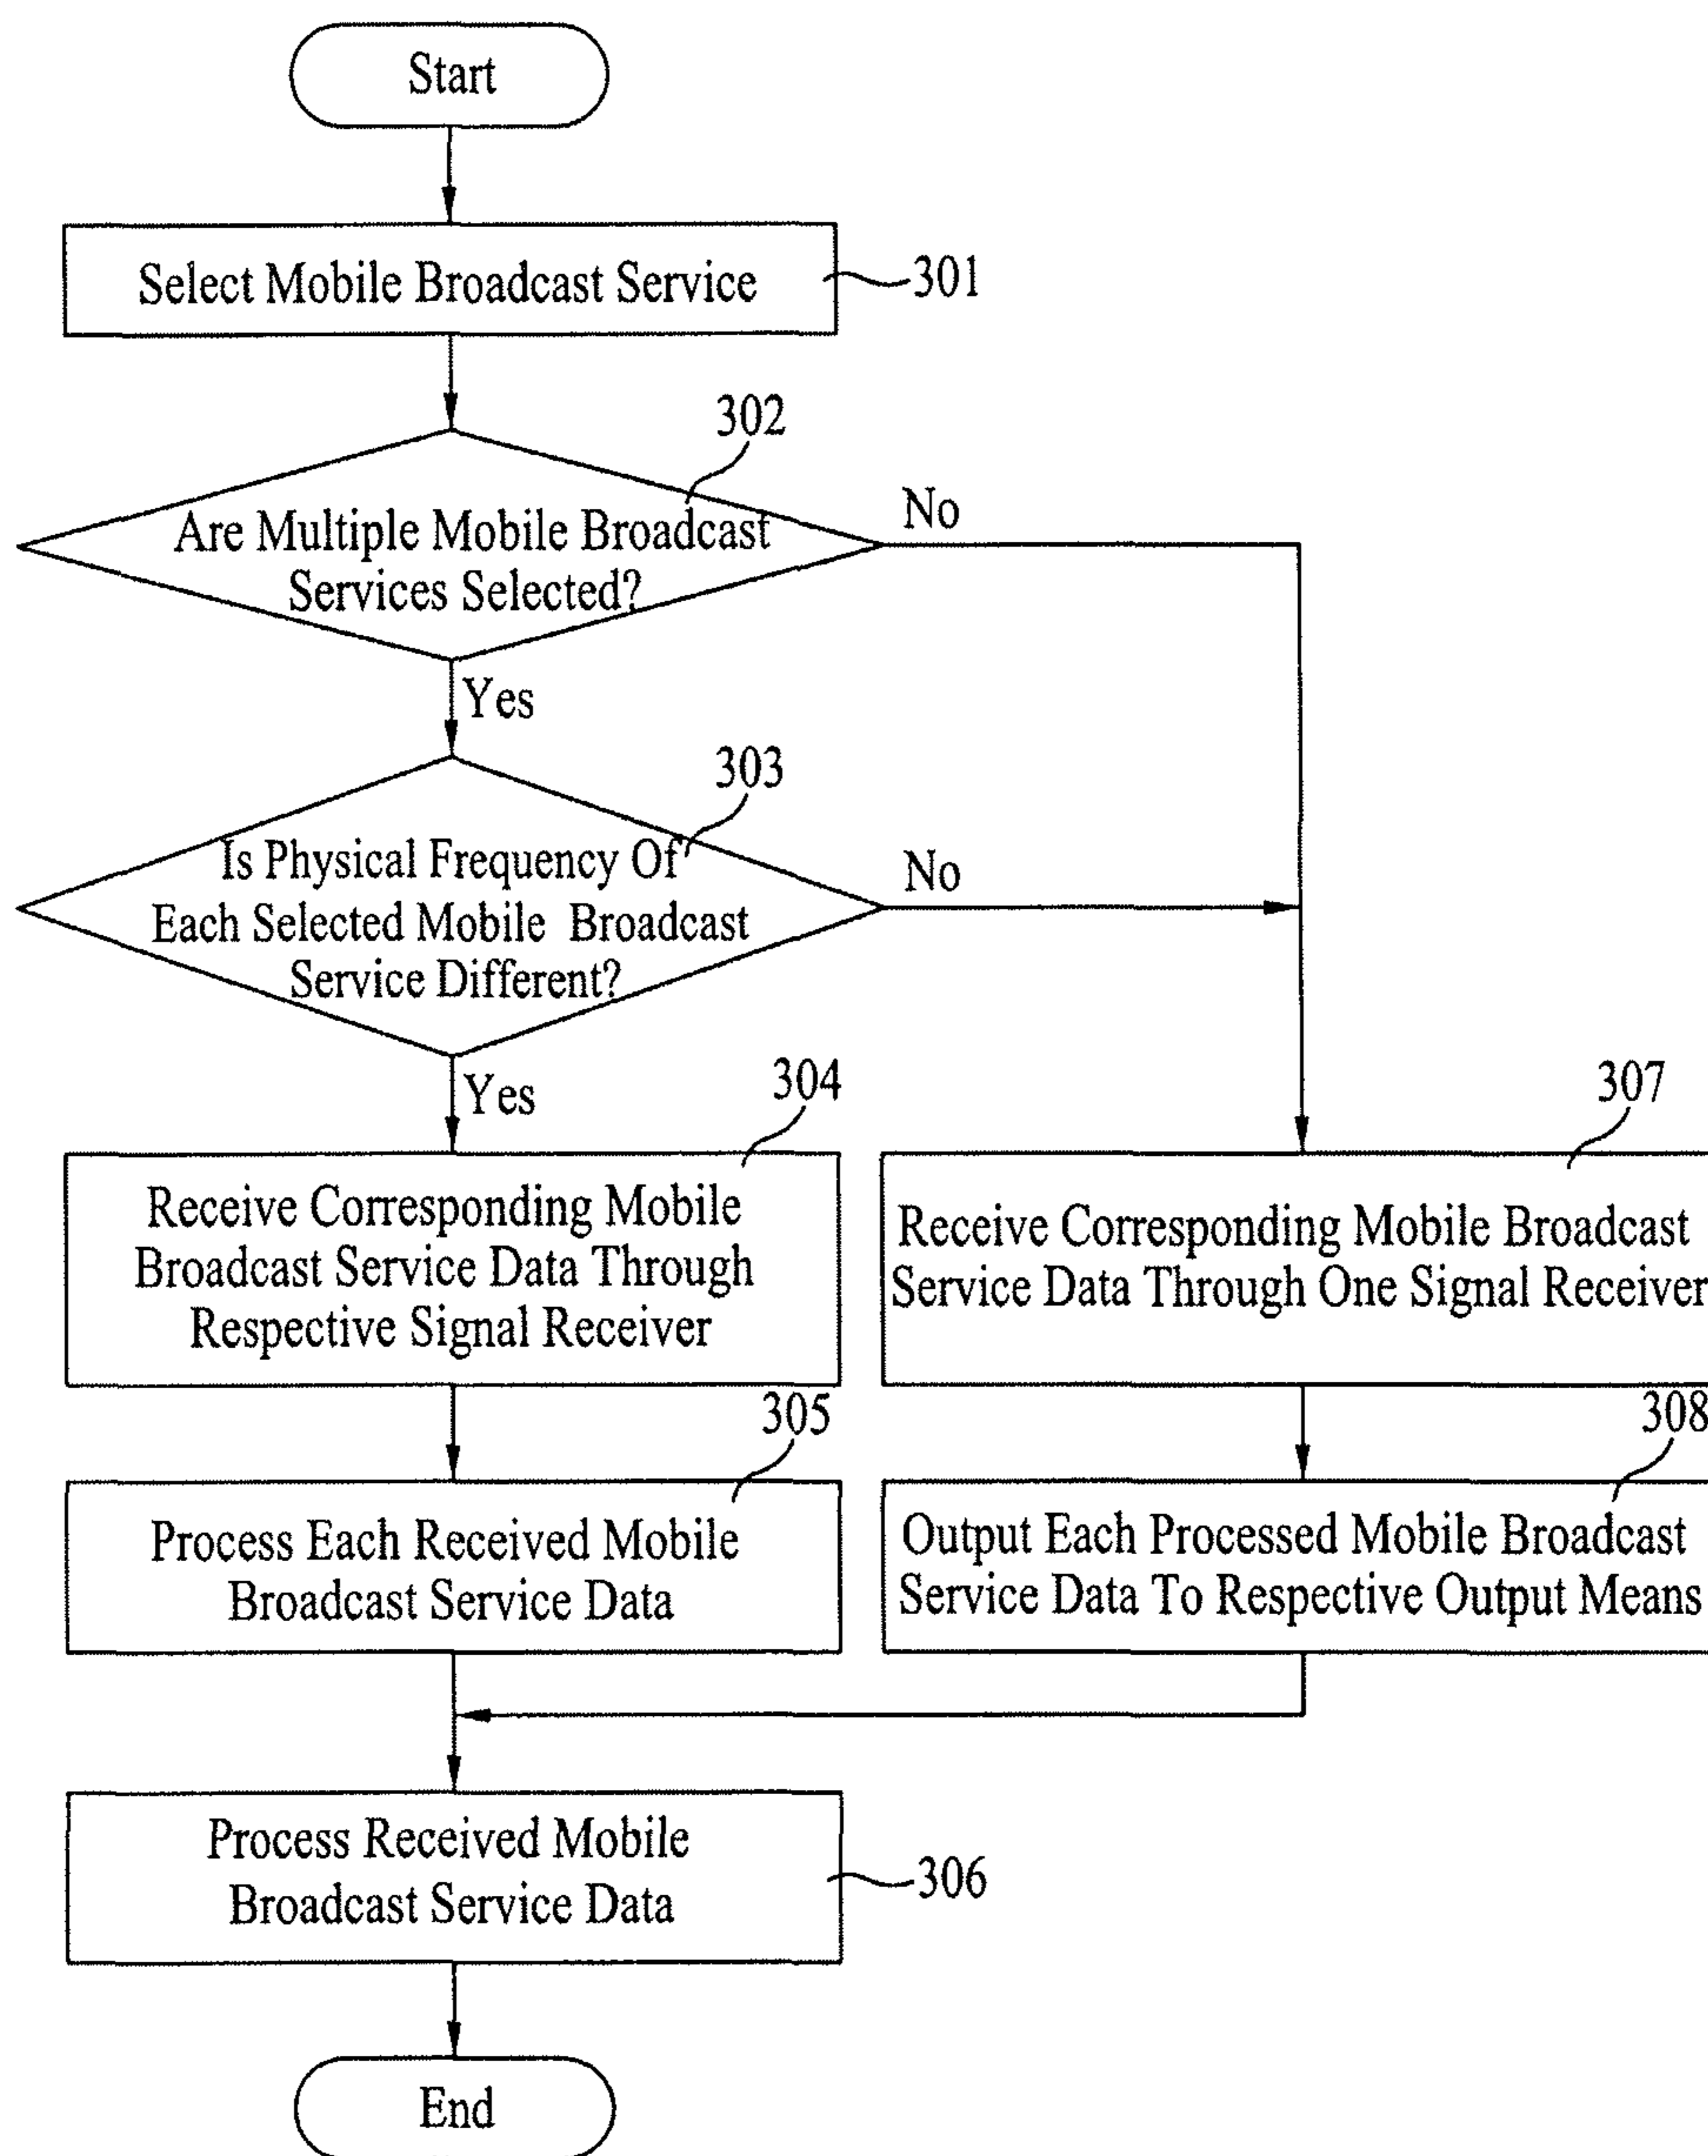 Start
Select Mobile Broadcast Service
301
302
Are Multiple Mobile Broadcast
Services Selected?
No
Yes
303
Is Physical Frequency Of
Each Selected Mobile Broadcast
Service Different?
No
Yes
304
Receive Corresponding Mobile
Broadcast Service Data Through
Respective Signal Receiver
307
Receive Corresponding Mobile Broadcast
Service Data Through One Signal Receiver
305
Process Each Received Mobile
Broadcast Service Data
308
Output Each Processed Mobile Broadcast
Service Data To Respective Output Means
Process Received Mobile
Broadcast Service Data
306
End